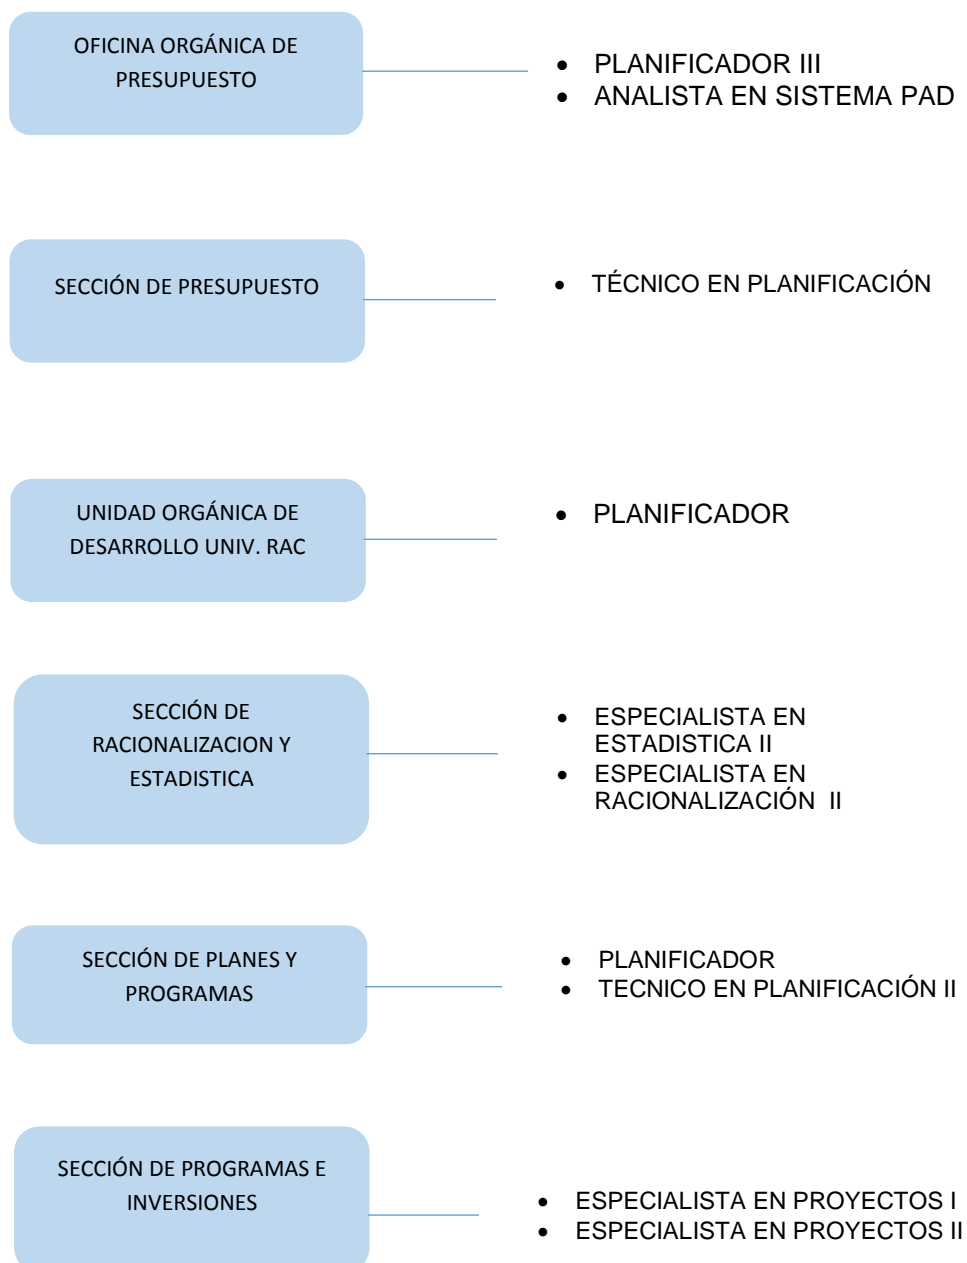 OFICINA ORGÁNICA DE
PRESUPUESTO
• PLANIFICADOR III
• ANALISTA EN SISTEMA PAD
SECCIÓN DE PRESUPUESTO
• TÉCNICO EN PLANIFICACIÓN
UNIDAD ORGÁNICA DE
DESARROLLO UNIV. RAC
• PLANIFICADOR
SECCIÓN DE
RACIONALIZACION Y
ESTADISTICA
• ESPECIALISTA EN
ESTADISTICA II
• ESPECIALISTA EN
RACIONALIZACIÓN  II
SECCIÓN DE PLANES Y
PROGRAMAS
• PLANIFICADOR
• TECNICO EN PLANIFICACIÓN II
SECCIÓN DE PROGRAMAS E
INVERSIONES
• ESPECIALISTA EN PROYECTOS I
• ESPECIALISTA EN PROYECTOS II